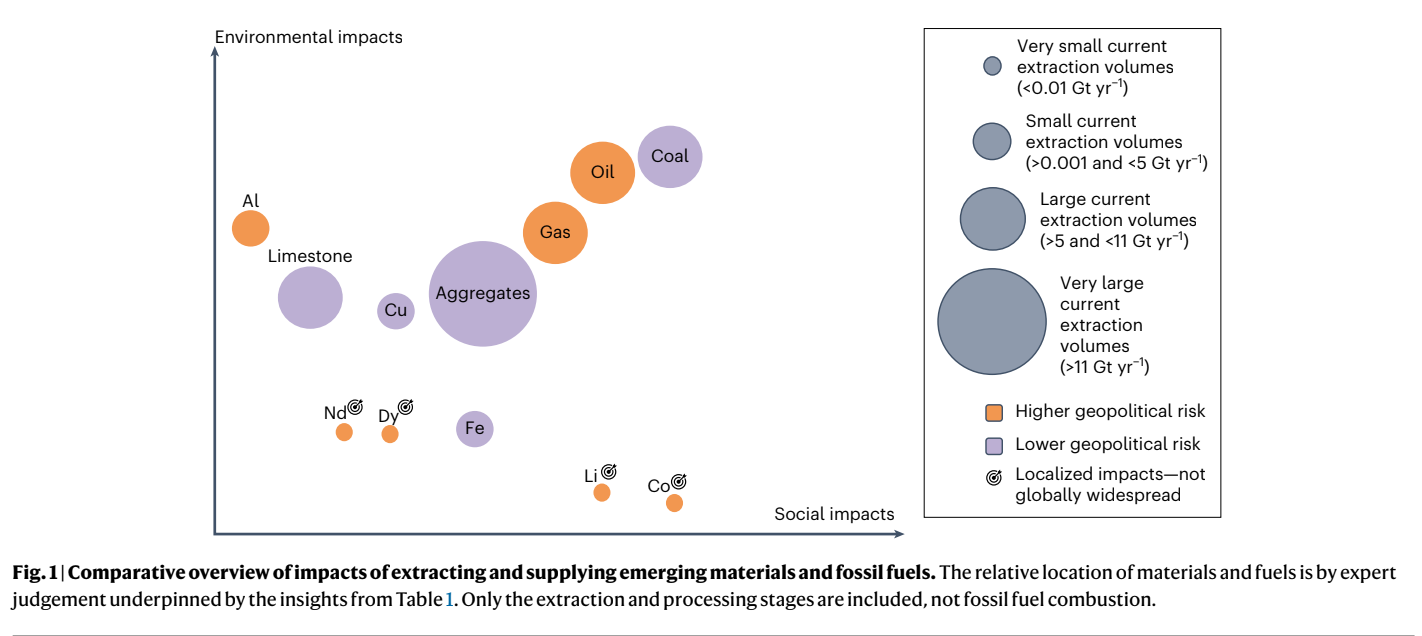 Environmental impacts
Coal
Oil
Al
Gas
Limestone
Aggregates
Cu
Nd
Dy
Fe
Li
Co
Social impacts
Very small current
extraction volumes
(<0.01 Gt yr⁻¹)
Small current
extraction volumes
(>0.001 and <5 Gt yr⁻¹)
Large current
extraction volumes
(>5 and <11 Gt yr⁻¹)
Very large
current
extraction
volumes
(>11 Gt yr⁻¹)
Higher geopolitical risk
Lower geopolitical risk
Localized impacts—not
globally widespread
Fig. 1 | Comparative overview of impacts of extracting and supplying emerging materials and fossil fuels. The relative location of materials and fuels is by expert
judgement underpinned by the insights from Table 1. Only the extraction and processing stages are included, not fossil fuel combustion.